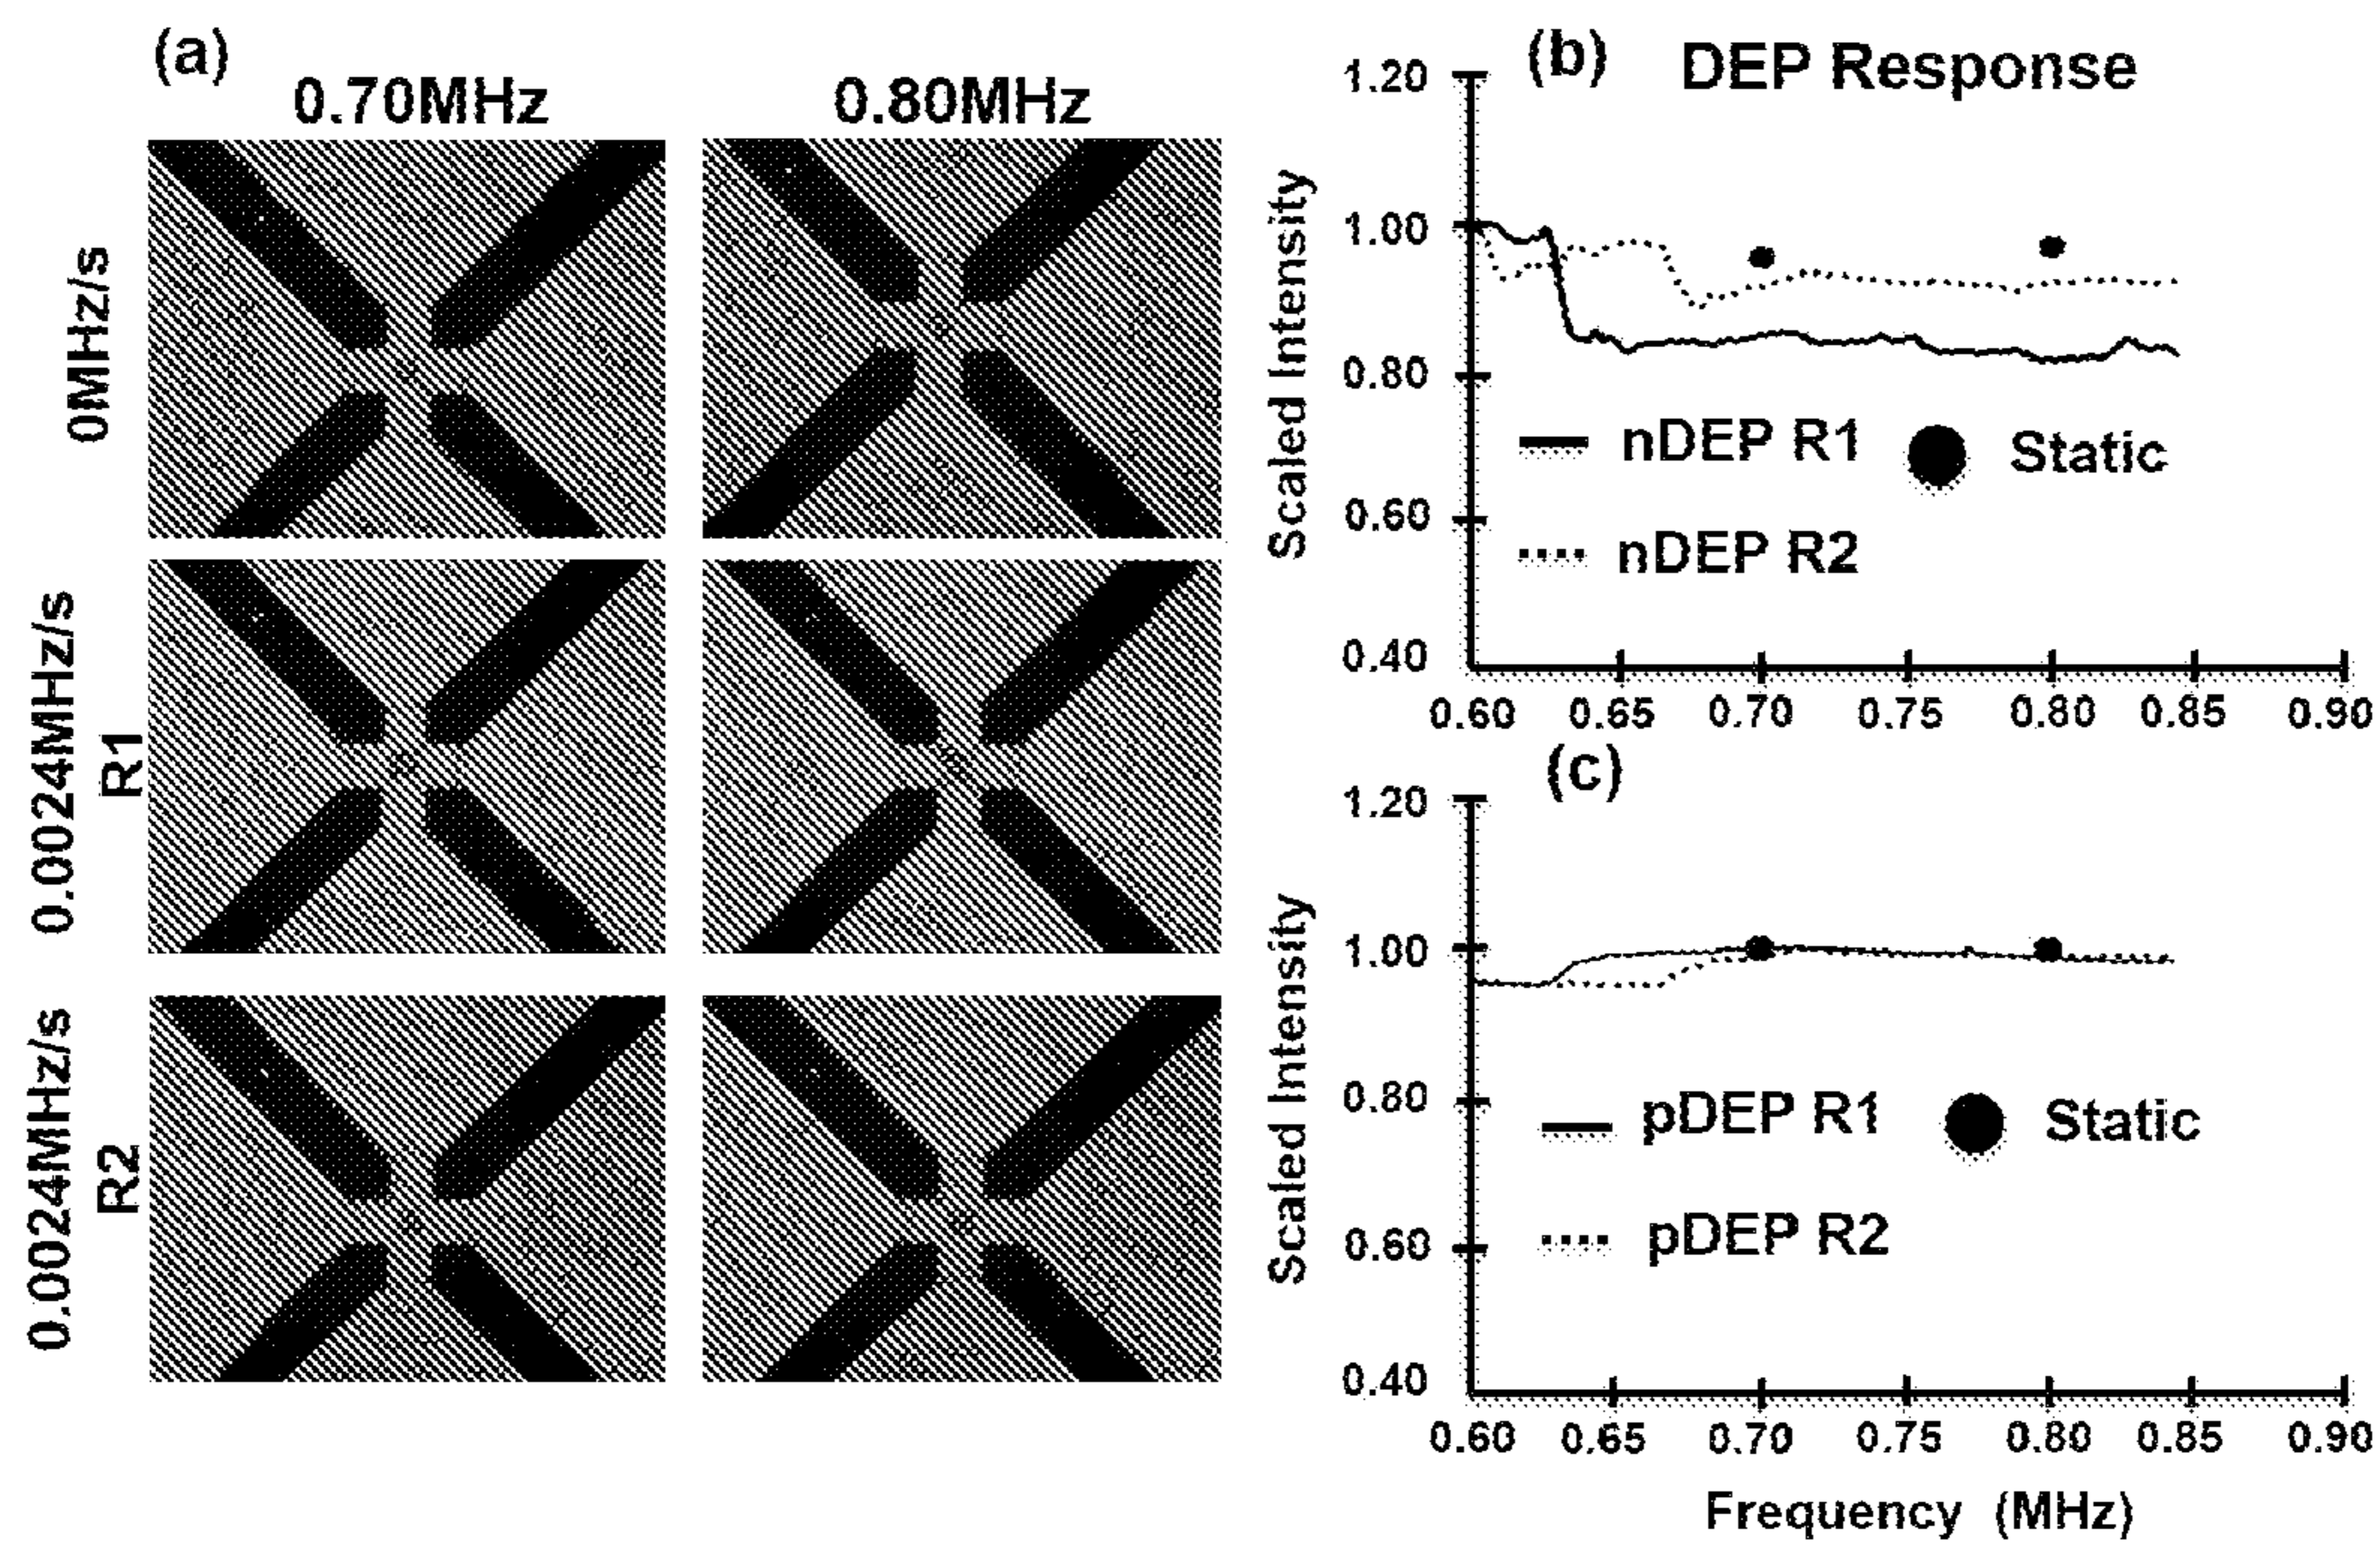 (a)
0.70MHz 0.80MHz
0MHz/s
0.0024MHz/s
R1
0.0024MHz/s
R2
(b) DEP Response
Scaled Intensity
1.20
1.00
0.80
0.60
0.40
nDEP R1 Static
nDEP R2
0.60 0.65 0.70 0.75 0.80 0.85 0.90
(c)
Scaled Intensity
1.20
1.00
0.80
0.60
0.40
pDEP R1 Static
pDEP R2
0.60 0.65 0.70 0.75 0.80 0.85 0.90
Frequency (MHz)